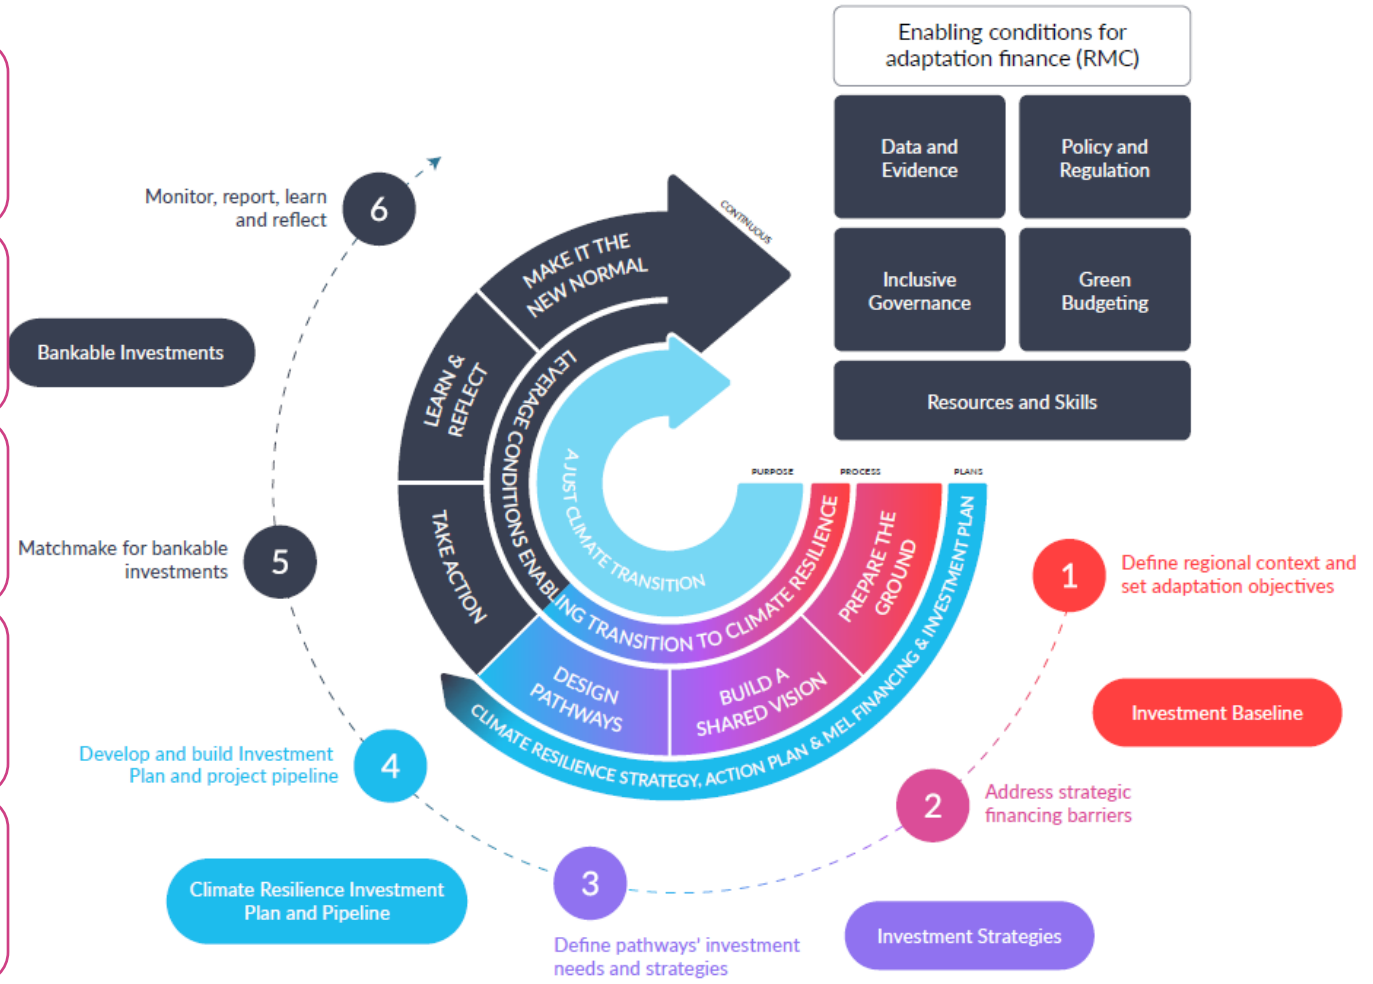 Enabling conditions for
adaptation finance (RMC)
Data and
Evidence
Policy and
Regulation
Inclusive
Governance
Green
Budgeting
Resources and Skills
6
Monitor, report, learn
and reflect
Bankable Investments
5
Matchmake for bankable
investments
4
Develop and build Investment
Plan and project pipeline
Climate Resilience Investment
Plan and Pipeline
3
Define pathways' investment
needs and strategies
Investment Strategies
2
Address strategic
financing barriers
Investment Baseline
1
Define regional context and
set adaptation objectives
CONTINUOUS
MAKE IT THE
NEW NORMAL
LEARN &
REFLECT
TAKE ACTION
DESIGN
PATHWAYS
BUILD A
SHARED VISION
PREPARE THE
GROUND
LEVERAGE CONDITIONS ENABLING TRANSITION TO CLIMATE RESILIENCE
A JUST CLIMATE TRANSITION
PURPOSE
PROCESS
PLANS
CLIMATE RESILIENCE STRATEGY, ACTION PLAN & MEL FINANCING & INVESTMENT PLAN